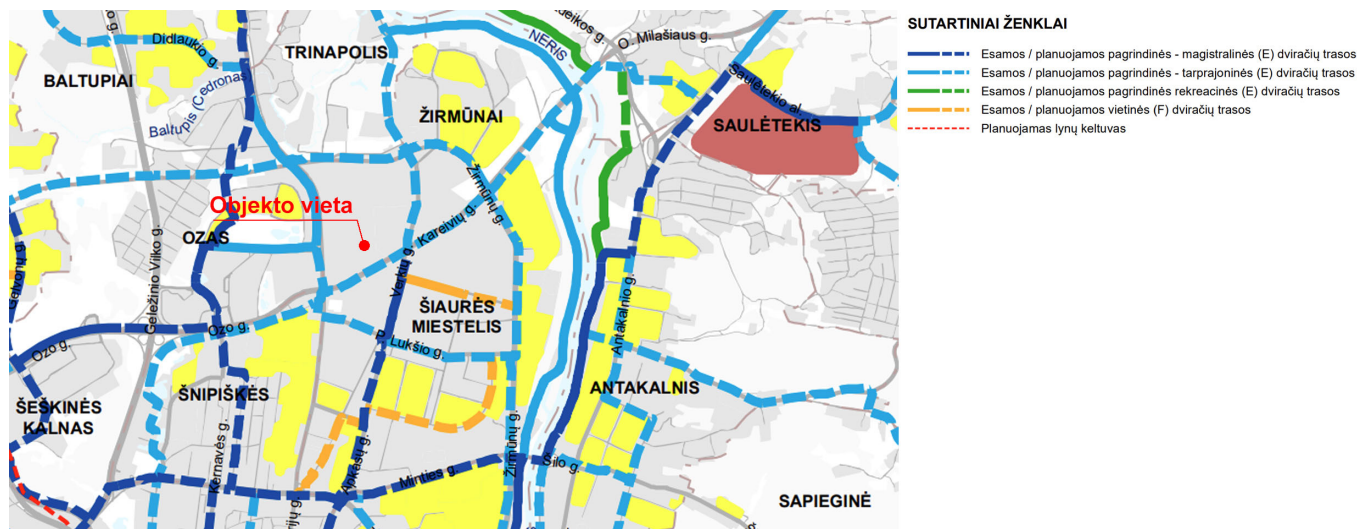 Didlaukio g.
TRINAPOLIS
NERIS
O. Milašiaus g.
BALTUPIAI
Baltupis (Cedronas)
ŽIRMŪNAI
Saulėtekio al.
SAULĖTEKIS
Žirmūnų g.
Objekto vieta
Kareivių g.
OZAS
Verkių g.
Geležinio Vilko g.
Gelvonų g.
ŠIAURĖS
MIESTELIS
Antakalnio g.
Ozo g.
Ozo g.
P. Lukšio g.
ŠNIPIŠKĖS
ANTAKALNIS
ŠEŠKINĖS
KALNAS
Žirmūnų g.
Kernavės g.
Apkasų g.
Minties g.
Šilo g.
SAPIEGINĖ
SUTARTINIAI ŽENKLAI
Esamos / planuojamos pagrindinės - magistralinės (E) dviračių trasos
Esamos / planuojamos pagrindinės - tarprajoninės (E) dviračių trasos
Esamos / planuojamos pagrindinės rekreacinės (E) dviračių trasos
Esamos / planuojamos vietinės (F) dviračių trasos
Planuojamas lynų keltuvas